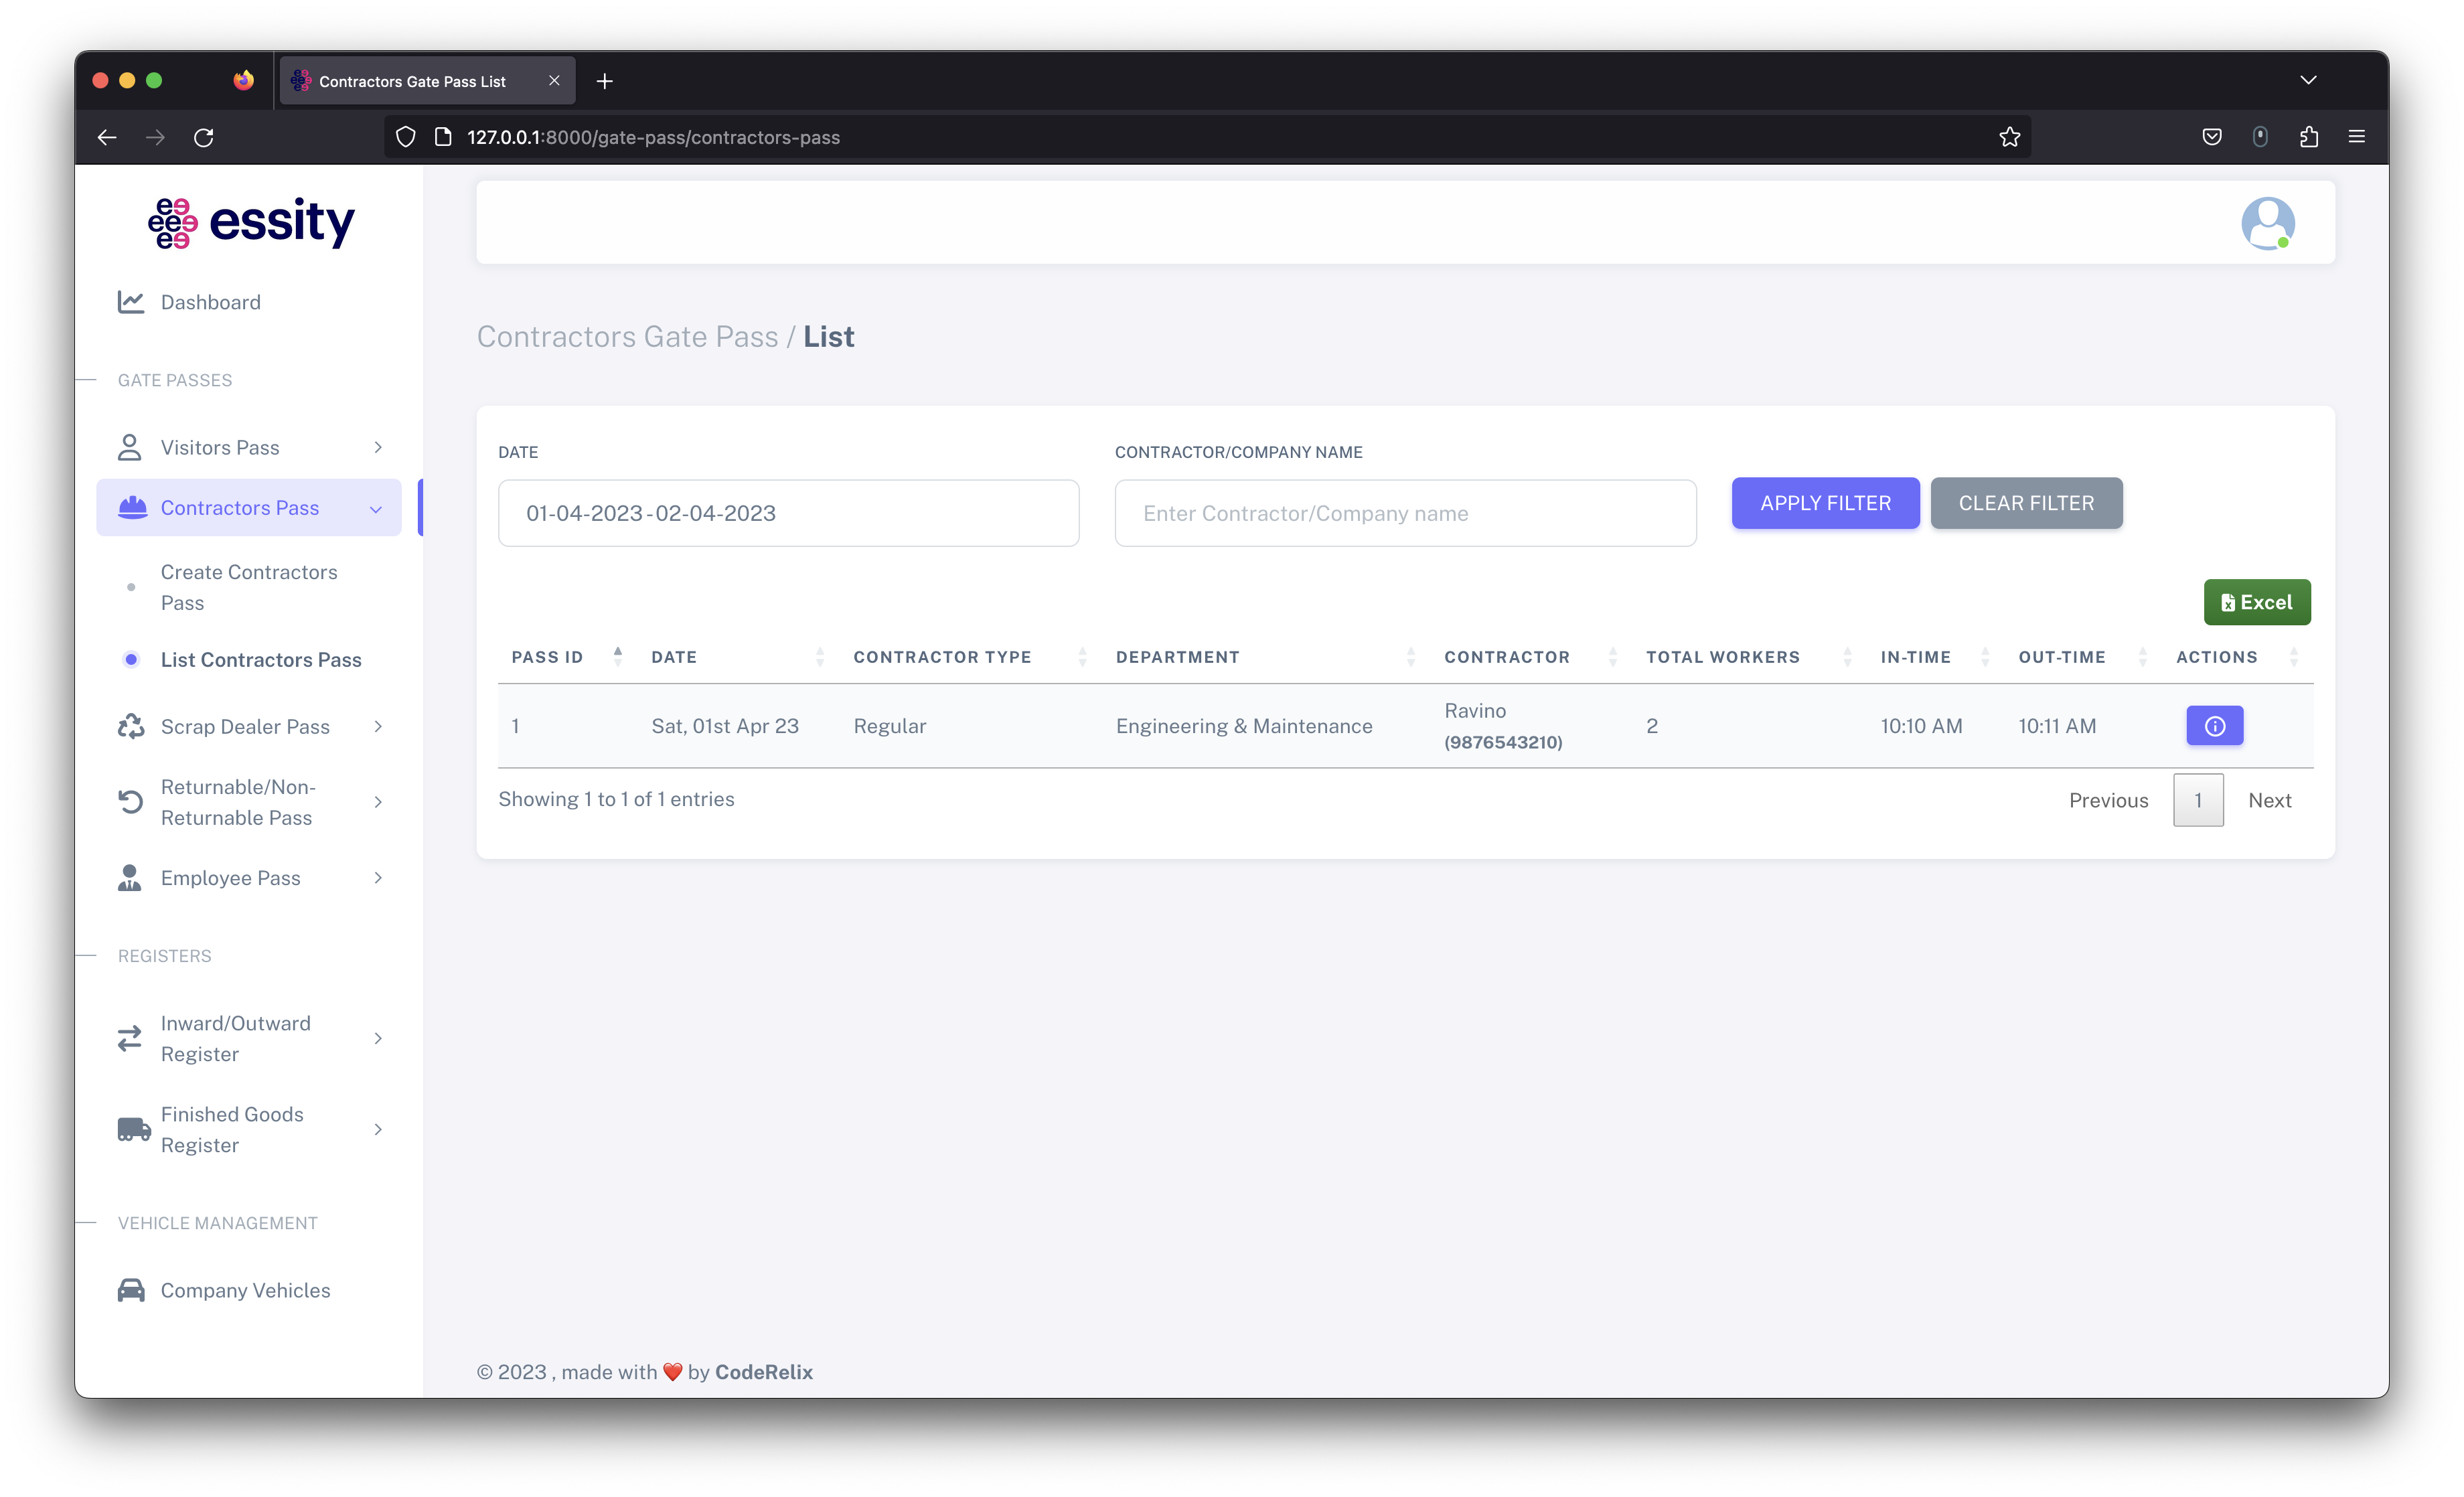 Contractors Gate Pass List
127.0.0.1:8000/gate-pass/contractors-pass
essity
Dashboard
GATE PASSES
Visitors Pass
Contractors Pass
Create Contractors
Pass
List Contractors Pass
Scrap Dealer Pass
Returnable/Non-
Returnable Pass
Employee Pass
REGISTERS
Inward/Outward
Register
Finished Goods
Register
VEHICLE MANAGEMENT
Company Vehicles
Contractors Gate Pass / List
DATE
CONTRACTOR/COMPANY NAME
01-04-2023 - 02-04-2023
Enter Contractor/Company name
APPLY FILTER
CLEAR FILTER
Excel
PASS ID DATE CONTRACTOR TYPE DEPARTMENT CONTRACTOR TOTAL WORKERS IN-TIME OUT-TIME ACTIONS
1 Sat, 01st Apr 23 Regular Engineering & Maintenance Ravino 2 10:10 AM 10:11 AM
(9876543210)
Showing 1 to 1 of 1 entries
Previous 1 Next
© 2023 , made with ❤️ by CodeRelix